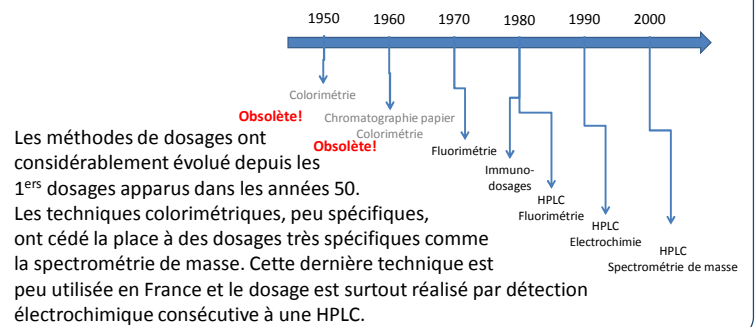 1950 1960 1970 1980 1990 2000
Colorimétrie
Obsolète!
Chromatographie papier
Colorimétrie
Obsolète!
Fluorimétrie
Immuno-
dosages
HPLC
Fluorimétrie
HPLC
Electrochimie
HPLC
Spectrométrie de masse
Les méthodes de dosages ont
considérablement évolué depuis les
1ers dosages apparus dans les années 50.
Les techniques colorimétriques, peu spécifiques,
ont cédé la place à des dosages très spécifiques comme
la spectrométrie de masse. Cette dernière technique est
peu utilisée en France et le dosage est surtout réalisé par détection
électrochimique consécutive à une HPLC.